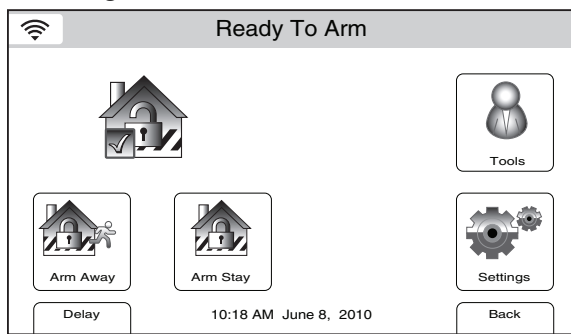 Ready To Arm
Tools
Arm Away
Arm Stay
Settings
Delay
10:18 AM June 8, 2010
Back